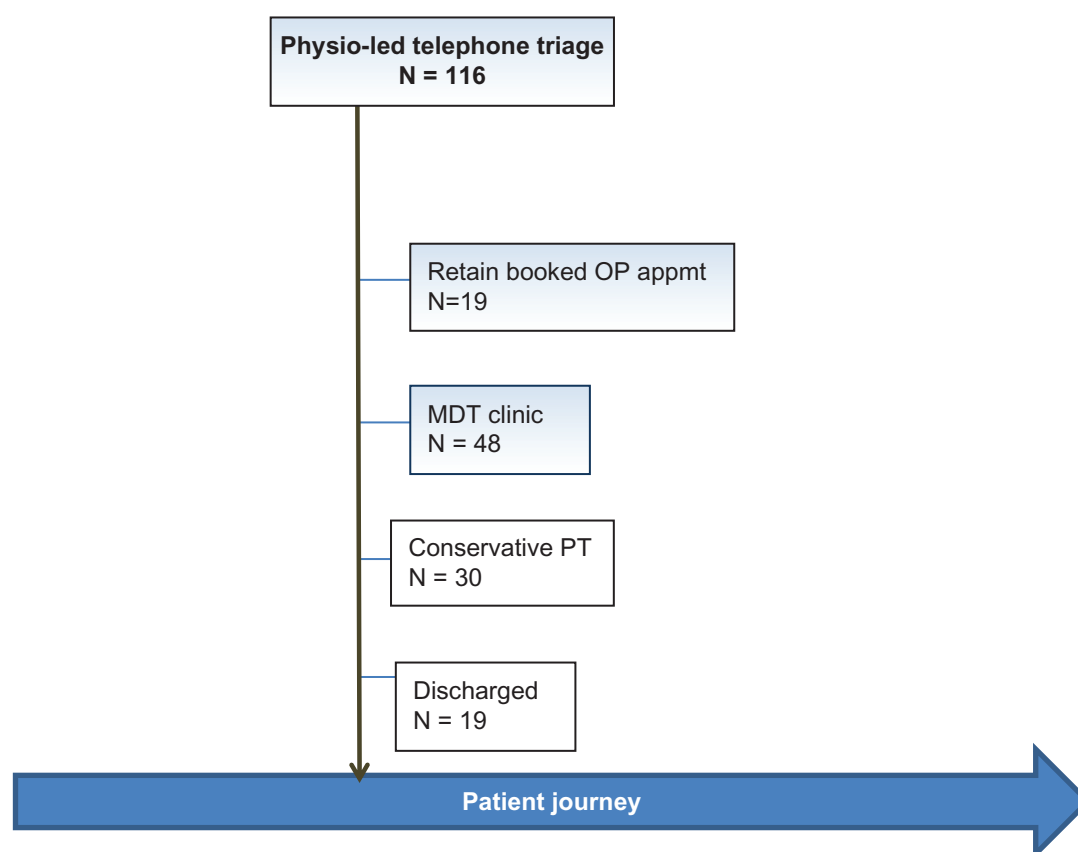 Physio-led telephone triage
N = 116
Retain booked OP appmt
N=19
MDT clinic
N = 48
Conservative PT
N = 30
Discharged
N = 19
Patient journey